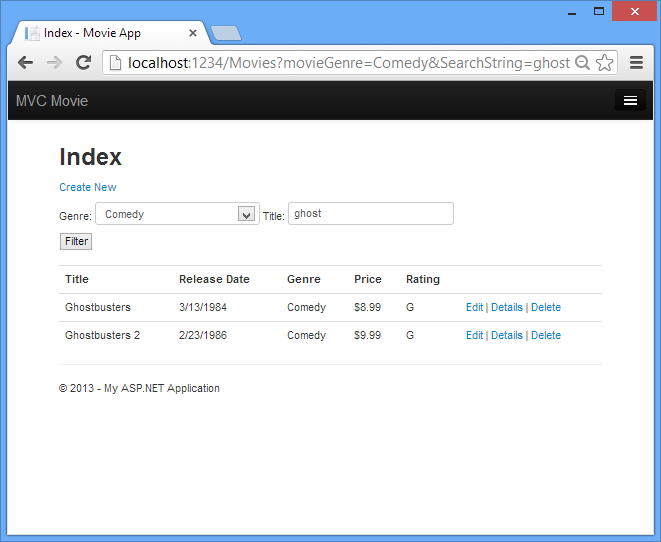 Index - Movie App
localhost:1234/Movies?movieGenre=Comedy&SearchString=ghost
MVC Movie
Index
Create New
Genre: Comedy Title: ghost
Filter
Title Release Date Genre Price Rating
Ghostbusters 3/13/1984 Comedy $8.99 G Edit | Details | Delete
Ghostbusters 2 2/23/1986 Comedy $9.99 G Edit | Details | Delete
© 2013 - My ASP.NET Application